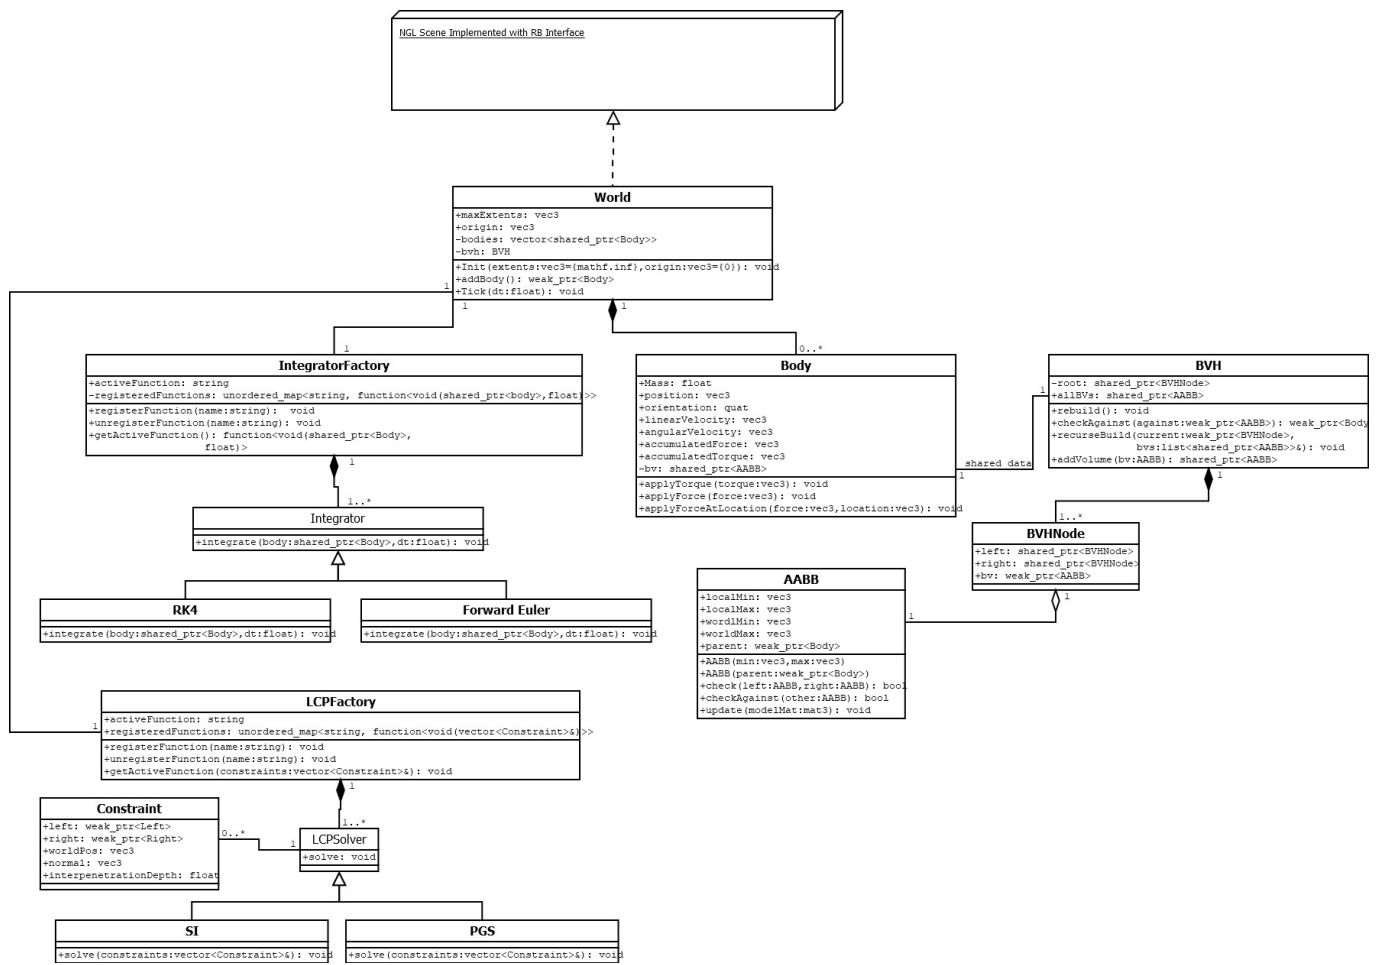 NGL Scene Implemented with RB Interface
World
+maxExtents: vec3
+origin: vec3
-bodies: vector<shared_ptr<Body>>
-bvh: BVH
+Init(extents:vec3={mathf.inf},origin:vec3={0}): void
+addBody(): weak_ptr<Body>
+Tick(dt:float): void
1
1
1
1
0..*
IntegratorFactory
+activeFunction: string
-registeredFunctions: unordered_map<string, function<void(shared_ptr<body>,float)>>
+registerFunction(name:string): void
+unregisterFunction(name:string): void
+getActiveFunction(): function<void(shared_ptr<Body>,
float)>
1
1..*
Body
+Mass: float
+position: vec3
+orientation: quat
+linearVelocity: vec3
+angularVelocity: vec3
+accumulatedForce: vec3
+accumulatedTorque: vec3
-bv: shared_ptr<AABB>
+applyTorque(torque:vec3): void
+applyForce(force:vec3): void
+applyForceAtLocation(force:vec3,location:vec3): void
shared data
1
1
BVH
-root: shared_ptr<BVHNode>
+allBVs: shared_ptr<AABB>
+rebuild(): void
+checkAgainst(against:weak_ptr<AABB>): weak_ptr<Body
+recurseBuild(current:weak_ptr<BVHNode>,
bvs:list<shared_ptr<AABB>>&): void
+addVolume(bv:AABB): shared_ptr<AABB>
1
1..*
Integrator
+integrate(body:shared_ptr<Body>,dt:float): void
BVHNode
+left: shared_ptr<BVHNode>
+right: shared_ptr<BVHNode>
+bv: weak_ptr<AABB>
1
1
AABB
+localMin: vec3
+localMax: vec3
+wordlMin: vec3
+worldMax: vec3
+parent: weak_ptr<Body>
+AABB(min:vec3,max:vec3)
+AABB(parent:weak_ptr<Body>)
+check(left:AABB,right:AABB): bool
+checkAgainst(other:AABB): bool
+update(modelMat:mat3): void
RK4
+integrate(body:shared_ptr<Body>,dt:float): void
Forward Euler
+integrate(body:shared_ptr<Body>,dt:float): void
LCPFactory
+activeFunction: string
+registeredFunctions: unordered_map<string, function<void(vector<Constraint>&)>>
+registerFunction(name:string): void
+unregisterFunction(name:string): void
+getActiveFunction(constraints:vector<Constraint>&): void
1
1
1..*
Constraint
+left: weak_ptr<Left>
+right: weak_ptr<Right>
+worldPos: vec3
+normal: vec3
+interpenetrationDepth: float
0..*
1
LCPSolver
+solve: void
SI
+solve(constraints:vector<Constraint>&): void
PGS
+solve(constraints:vector<Constraint>&): void